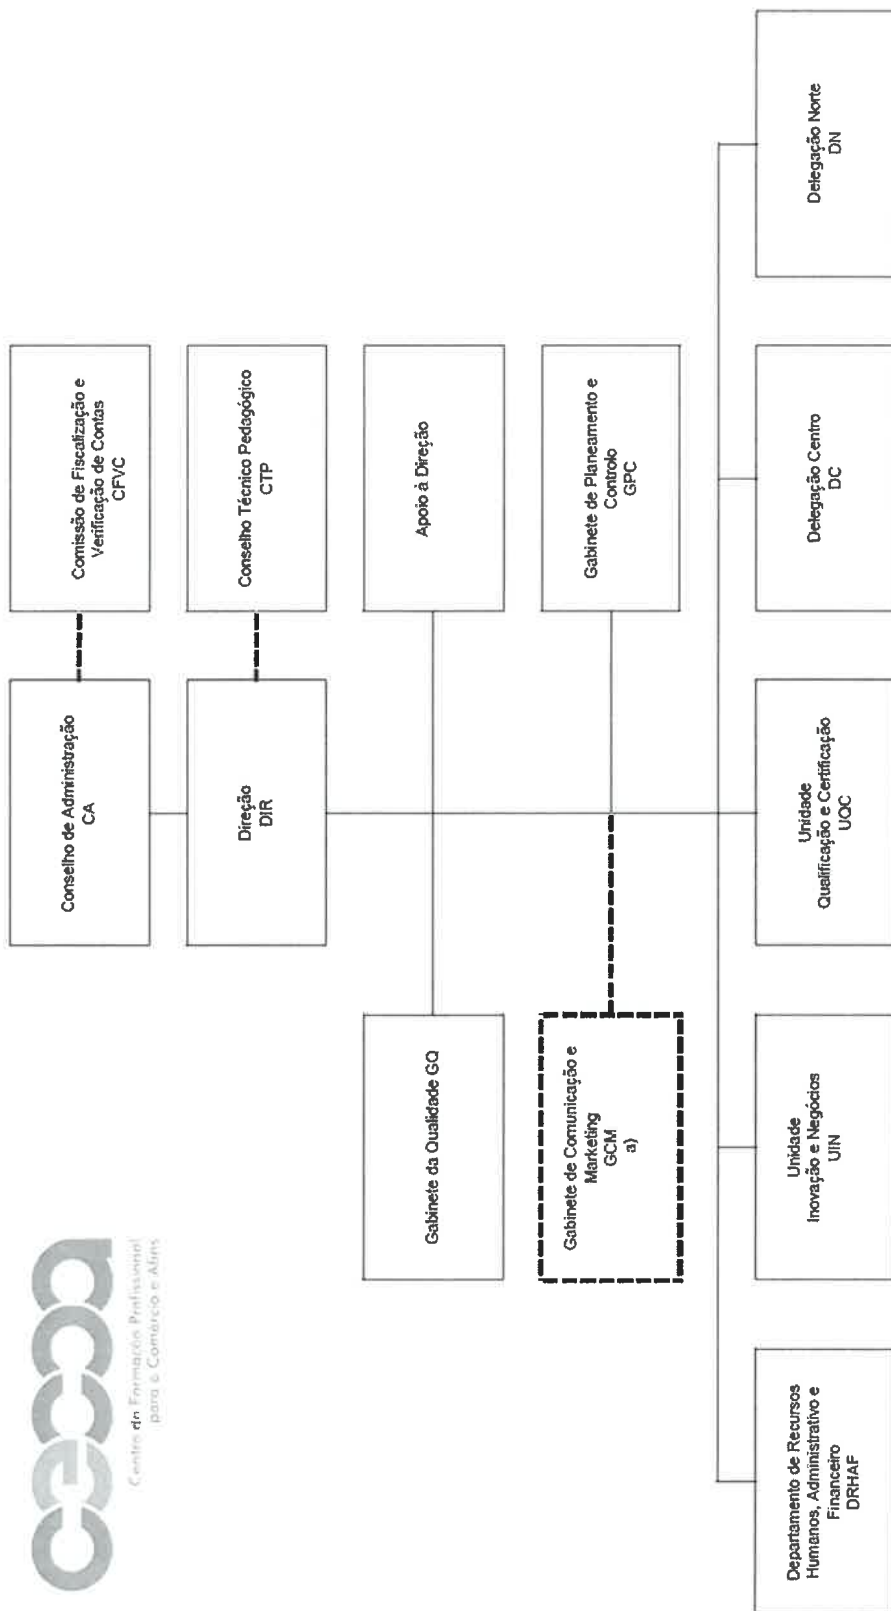 cecoa
Centro de Formação Profissional
para o Comércio e Afins
Conselho de Administração
CA
Comissão de Fiscalização e
Verificação de Contas
CFVC
Direção
DIR
Conselho Técnico Pedagógico
CTP
Gabinete da Qualidade GQ
Apoio à Direção
Gabinete de Comunicação e
Marketing
GCM
a)
Gabinete de Planeamento e
Controlo
GPC
Departamento de Recursos
Humanos, Administrativo e
Financeiro
DRHAF
Unidade
Inovação e Negócios
UIN
Unidade
Qualificação e Certificação
UQC
Delegação Centro
DC
Delegação Norte
DN